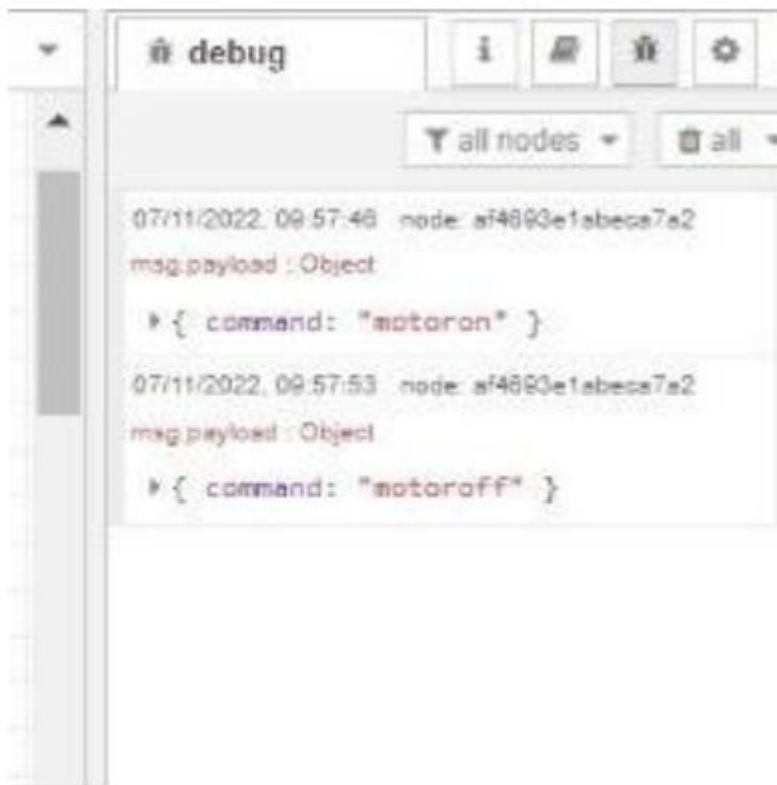 debug
i
all nodes
all
07/11/2022, 09:57:46 node: af4693e1abeca7a2
msg.payload : Object
{ command: "motoron" }
07/11/2022, 09:57:53 node: af4693e1abeca7a2
msg.payload : Object
{ command: "motoroff" }